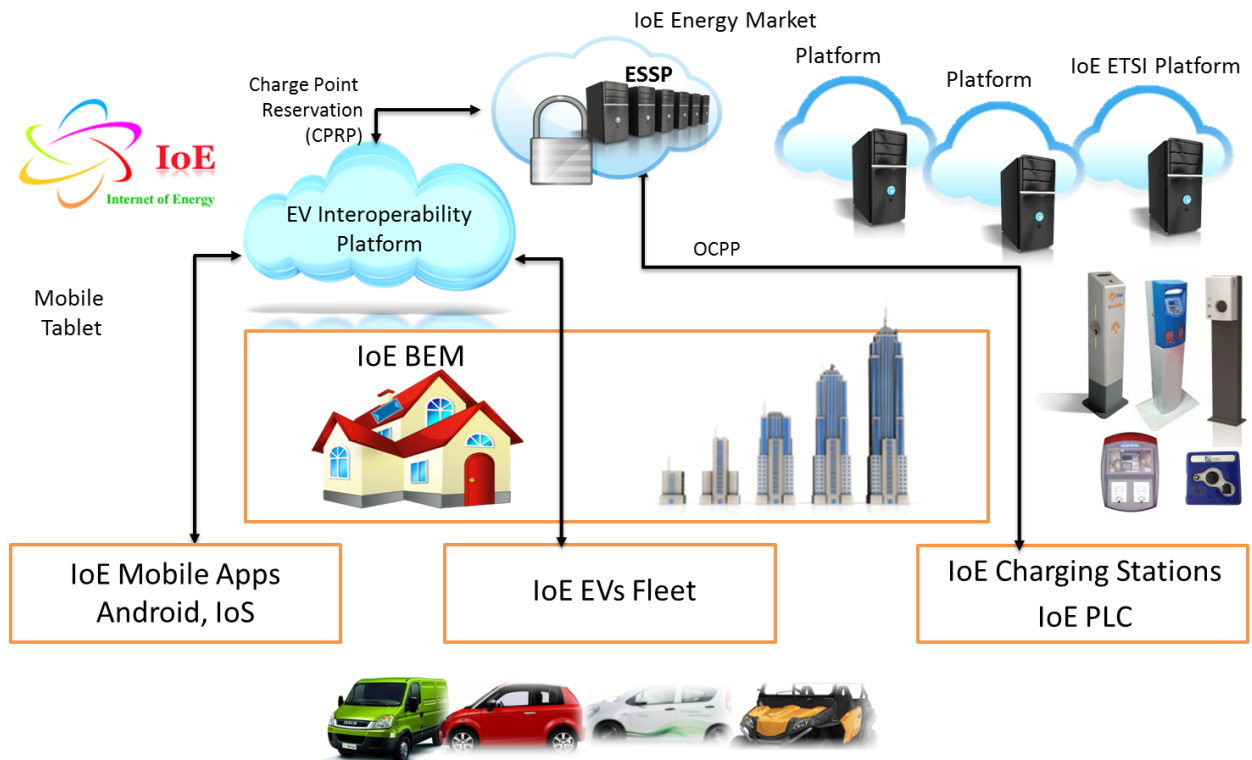 IoE Energy Market
Platform
Platform
IoE ETSI Platform
ESSP
Charge Point
Reservation
(CPRP)
IoE
Internet of Energy
EV Interoperability
Platform
OCPP
Mobile
Tablet
IoE BEM
IoE Mobile Apps
Android, IoS
IoE EVs Fleet
IoE Charging Stations
IoE PLC